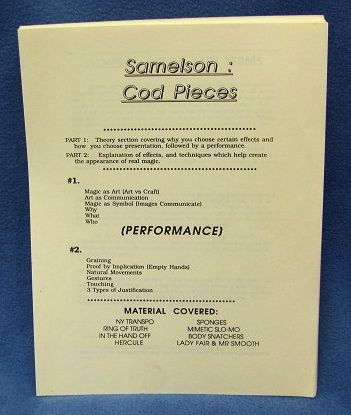 Samelson :
Cod Pieces
PART 1: Theory section covering why you choose certain effects and
how you choose presentation, followed by a performance.
PART 2: Explanation of effects, and techniques which help create
the appearance of real magic.
#1.
Magic as Art (Art vs Craft)
Art as Communication
Magic as Symbol (Images Communicate)
Why
What
Who
(PERFORMANCE)
#2.
Graining
Proof by Implication (Empty Hands)
Natural Movements
Gestures
Touching
3 Types of Justification
MATERIAL COVERED:
NY TRANSPO SPONGES
RING OF TRUTH MIMETIC SLO-MO
IN THE HAND OFF BODY SNATCHERS
HERCULE LADY FAIR & MR SMOOTH